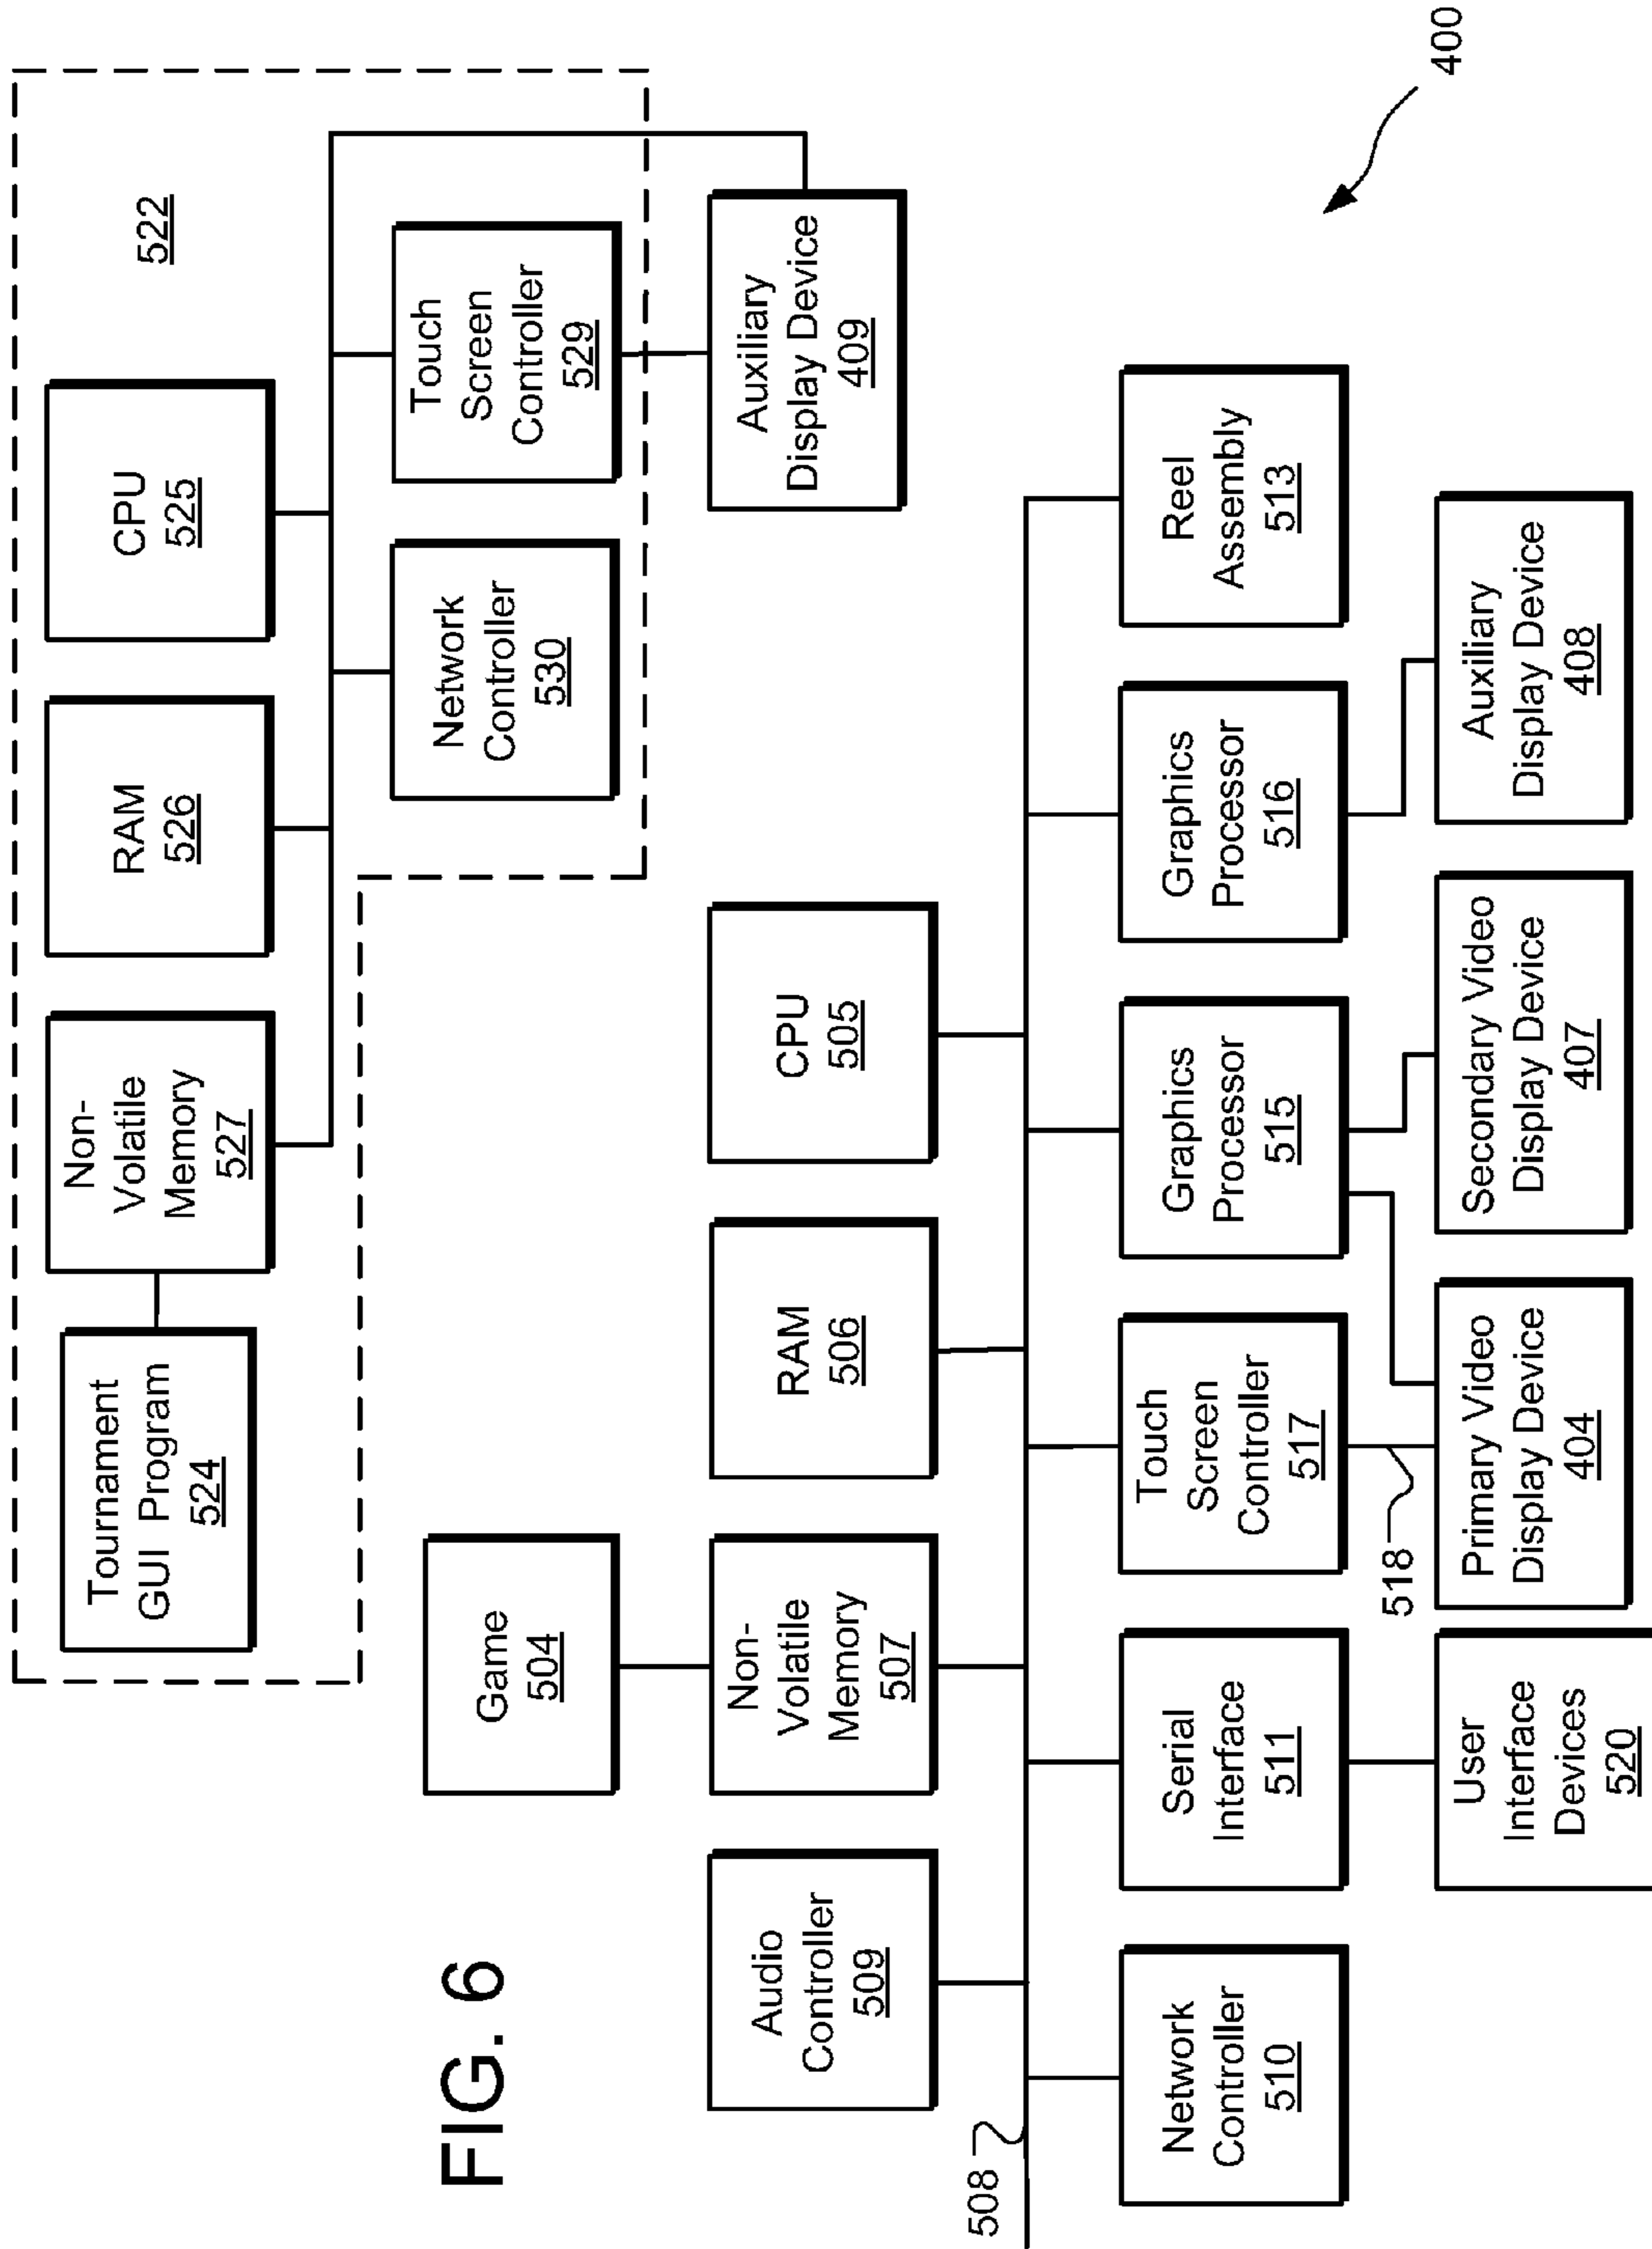 FIG. 6
Tournament
GUI Program
524
Non-
Volatile
Memory
527
RAM
526
CPU
525
522
Network
Controller
530
Touch
Screen
Controller
529
Auxiliary
Display Device
409
Game
504
Audio
Controller
509
Non-
Volatile
Memory
507
RAM
506
CPU
505
508
Network
Controller
510
Serial
Interface
511
Touch
Screen
Controller
517
Graphics
Processor
515
Graphics
Processor
516
Reel
Assembly
513
518
User
Interface
Devices
520
Primary Video
Display Device
404
Secondary Video
Display Device
407
Auxiliary
Display Device
408
400